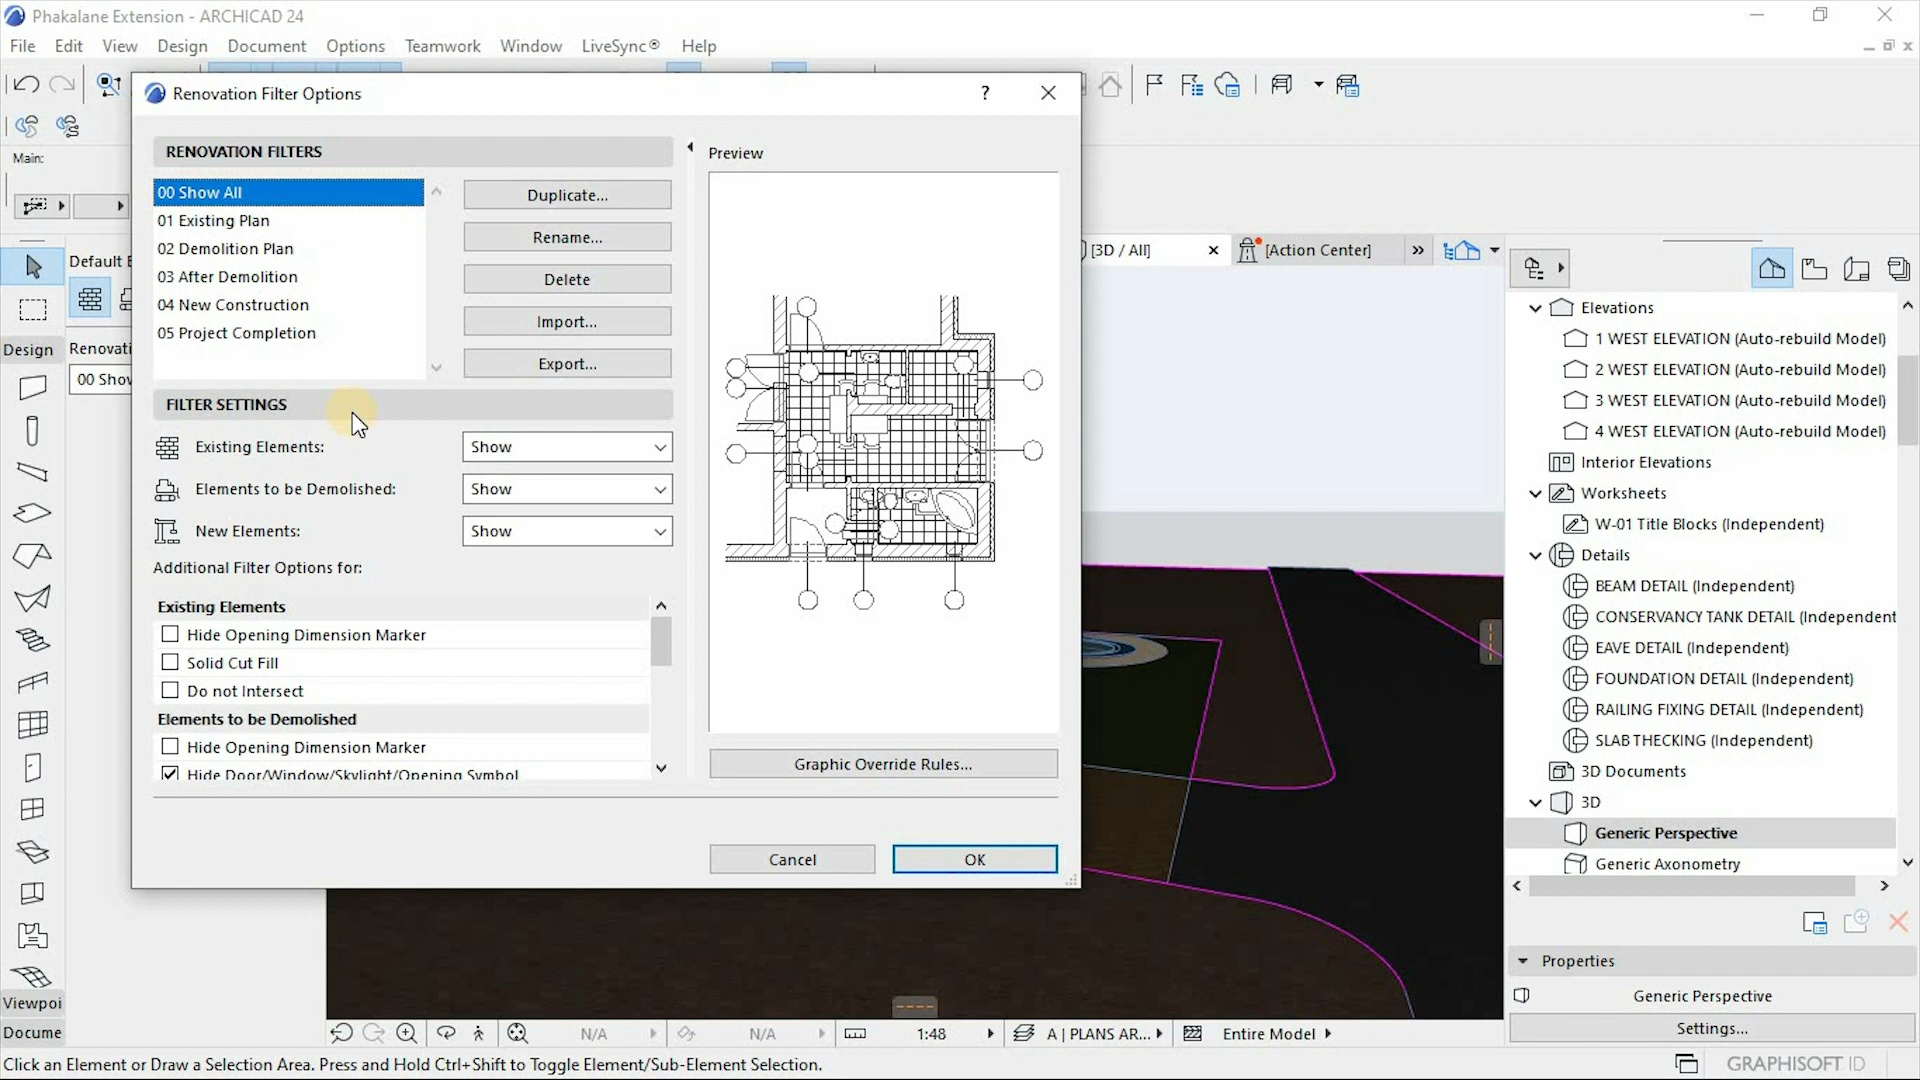 Phakalane Extension - ARCHICAD 24
File Edit View Design Document Options Teamwork Window LiveSync® Help
Renovation Filter Options
?
Main:
RENOVATION FILTERS
Preview
00 Show All
01 Existing Plan
02 Demolition Plan
03 After Demolition
04 New Construction
05 Project Completion
Duplicate...
Rename...
Delete
Import...
Export...
Default E
Design
Renovati
00 Show
FILTER SETTINGS
Existing Elements: Show
Elements to be Demolished: Show
New Elements: Show
Additional Filter Options for:
Existing Elements
Hide Opening Dimension Marker
Solid Cut Fill
Do not Intersect
Elements to be Demolished
Hide Opening Dimension Marker
Hide Door/Window/Skylight/Opening Symbol
Graphic Override Rules...
Cancel OK
[3D / All]
[Action Center]
Elevations
1 WEST ELEVATION (Auto-rebuild Model)
2 WEST ELEVATION (Auto-rebuild Model)
3 WEST ELEVATION (Auto-rebuild Model)
4 WEST ELEVATION (Auto-rebuild Model)
Interior Elevations
Worksheets
W-01 Title Blocks (Independent)
Details
BEAM DETAIL (Independent)
CONSERVANCY TANK DETAIL (Independent
EAVE DETAIL (Independent)
FOUNDATION DETAIL (Independent)
RAILING FIXING DETAIL (Independent)
SLAB THECKING (Independent)
3D Documents
3D
Generic Perspective
Generic Axonometry
Properties
Generic Perspective
Settings...
Viewpoi
Docume
N/A N/A 1:48 A | PLANS AR... Entire Model
Click an Element or Draw a Selection Area. Press and Hold Ctrl+Shift to Toggle Element/Sub-Element Selection.
GRAPHISOFT ID